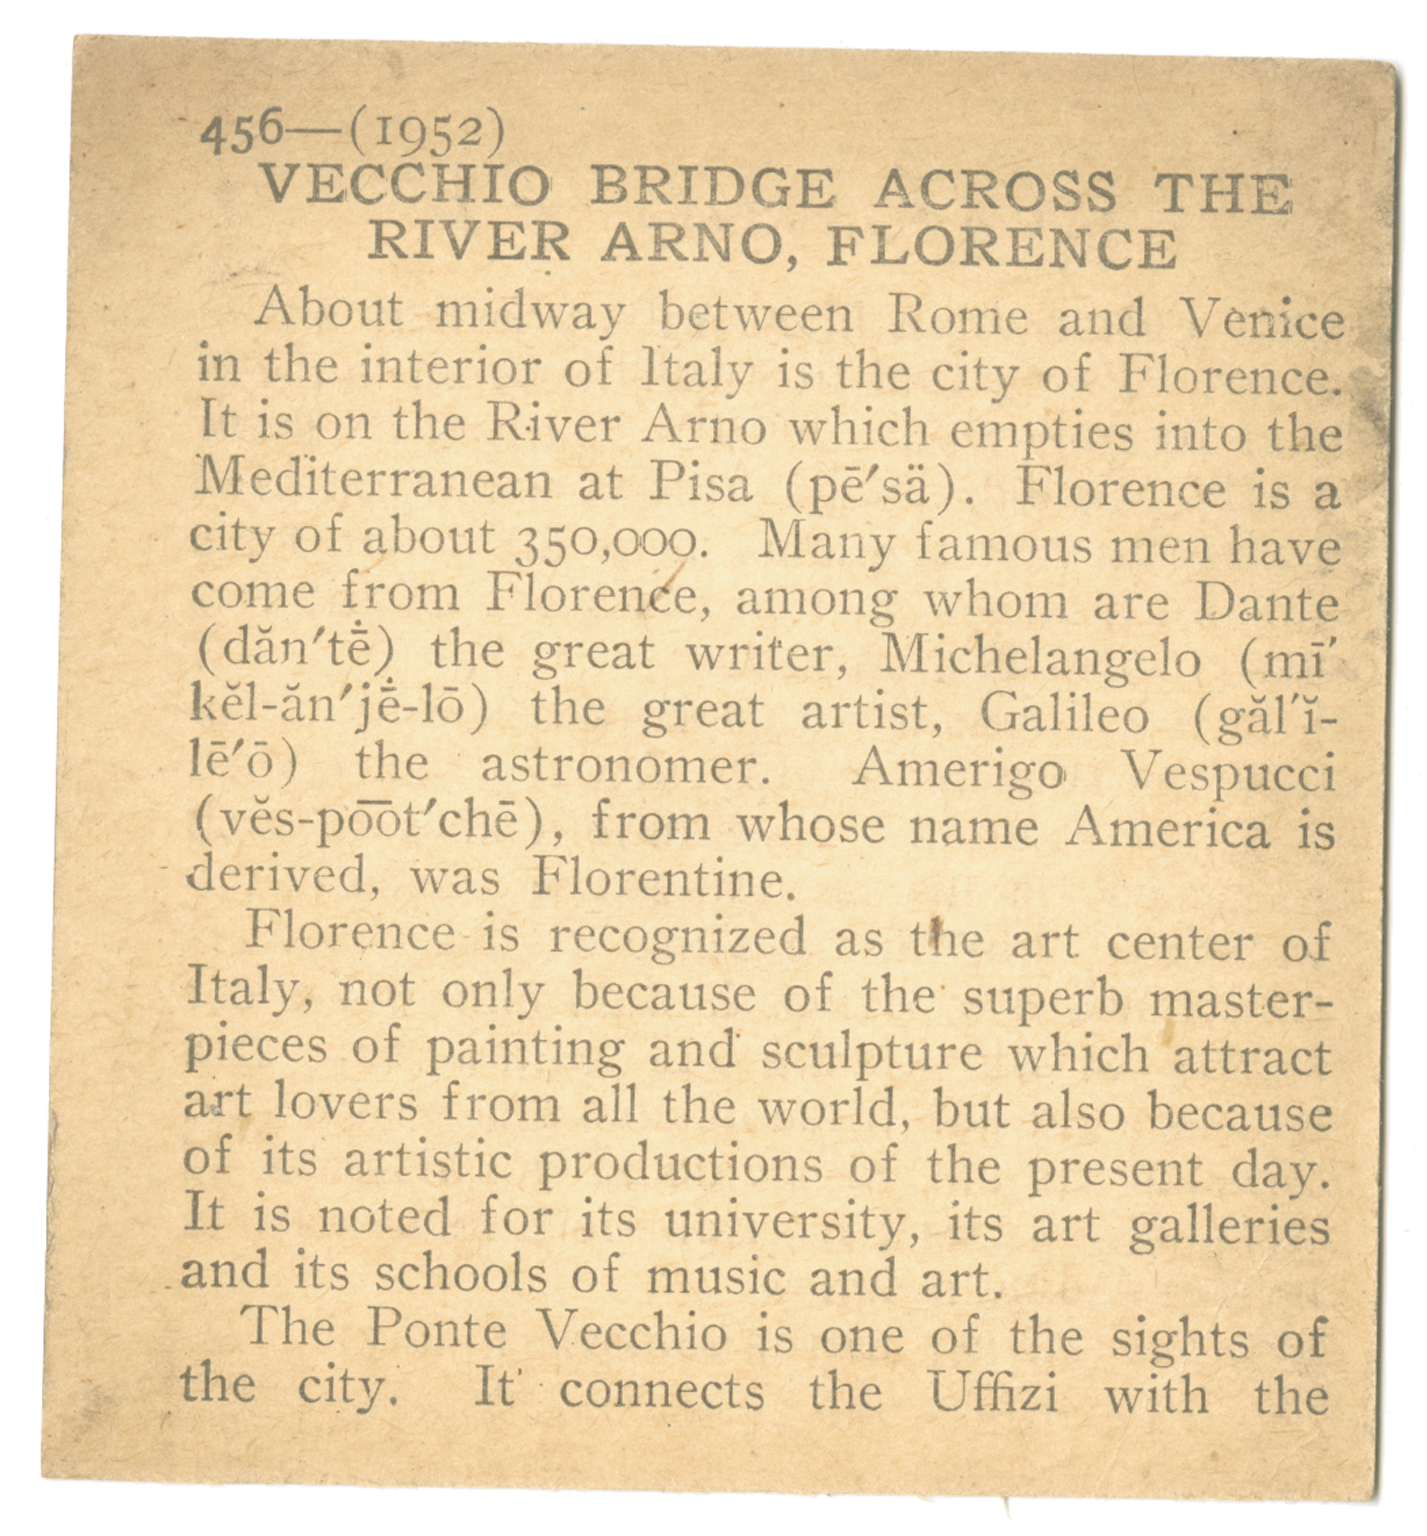 456—(1952)
VECCHIO BRIDGE ACROSS THE
RIVER ARNO, FLORENCE
About midway between Rome and Venice
in the interior of Italy is the city of Florence.
It is on the River Arno which empties into the
Mediterranean at Pisa (pē′sä). Florence is a
city of about 350,000. Many famous men have
come from Florence, among whom are Dante
(dăn′tē̇) the great writer, Michelangelo (mī′
kĕl-ăn′jē̇-lō) the great artist, Galileo (găl′ĭ-
lē′ō) the astronomer. Amerigo Vespucci
(vĕs-po͞ot′chē), from whose name America is
derived, was Florentine.
Florence is recognized as the art center of
Italy, not only because of the superb master-
pieces of painting and sculpture which attract
art lovers from all the world, but also because
of its artistic productions of the present day.
It is noted for its university, its art galleries
and its schools of music and art.
The Ponte Vecchio is one of the sights of
the city. It connects the Uffizi with the